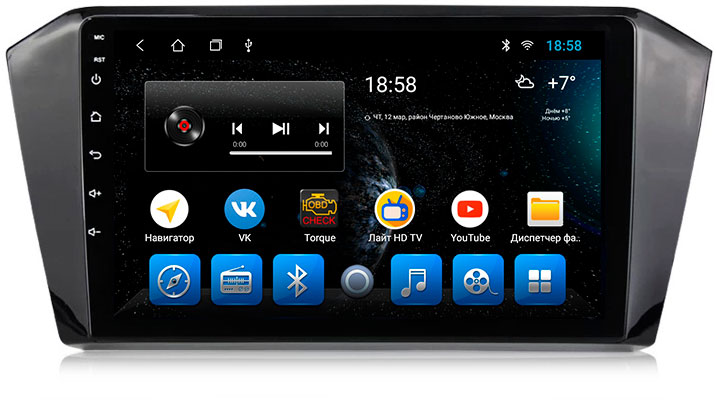 MIC
RST
18:58
18:58
+7°
ЧТ, 12 мар, район Чертаново Южное, Москва
Днём +8°
Ночью +5°
0:00
0:00
OBD
CHECK
Навигатор
VK
Torque
Лайт HD TV
YouTube
Диспетчер фа..